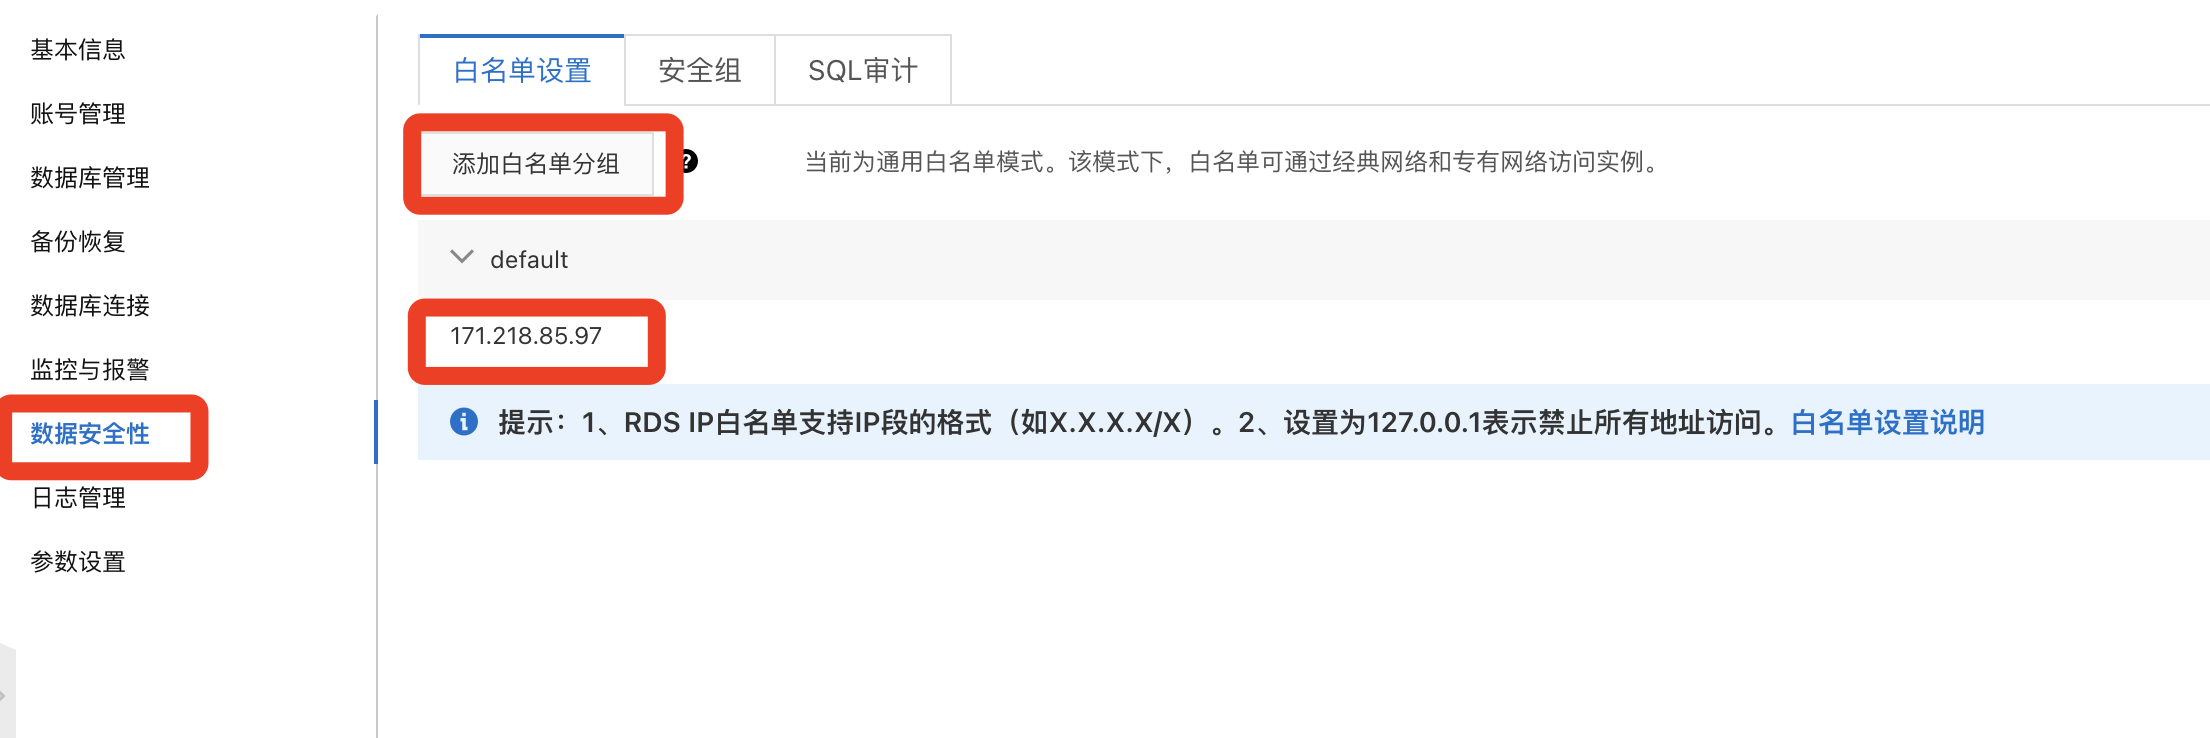 基本信息
账号管理
数据库管理
备份恢复
数据库连接
监控与报警
数据安全性
日志管理
参数设置
白名单设置
安全组
SQL审计
添加白名单分组
当前为通用白名单模式。该模式下，白名单可通过经典网络和专有网络访问实例。
default
171.218.85.97
提示：1、RDS IP白名单支持IP段的格式（如X.X.X.X/X）。2、设置为127.0.0.1表示禁止所有地址访问。白名单设置说明